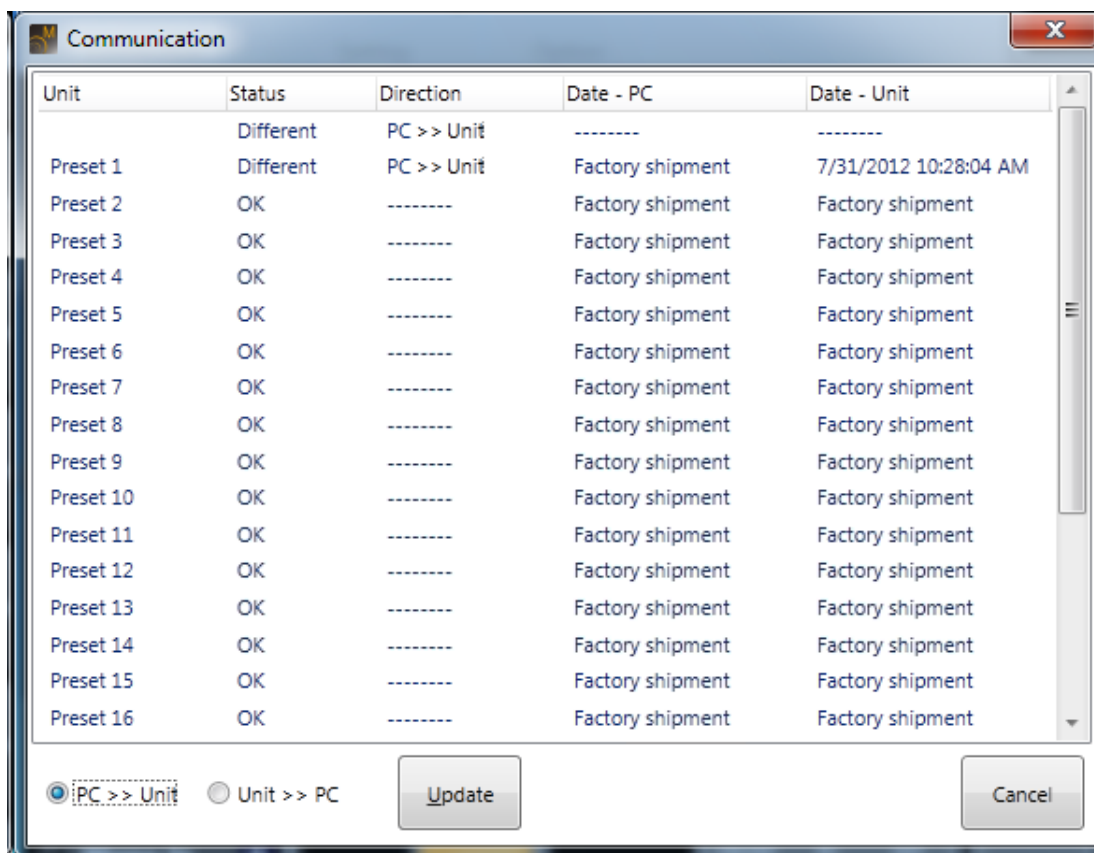 M Communication
Unit Status Direction Date - PC Date - Unit
Different PC >> Unit -------- --------
Preset 1 Different PC >> Unit Factory shipment 7/31/2012 10:28:04 AM
Preset 2 OK -------- Factory shipment Factory shipment
Preset 3 OK -------- Factory shipment Factory shipment
Preset 4 OK -------- Factory shipment Factory shipment
Preset 5 OK -------- Factory shipment Factory shipment
Preset 6 OK -------- Factory shipment Factory shipment
Preset 7 OK -------- Factory shipment Factory shipment
Preset 8 OK -------- Factory shipment Factory shipment
Preset 9 OK -------- Factory shipment Factory shipment
Preset 10 OK -------- Factory shipment Factory shipment
Preset 11 OK -------- Factory shipment Factory shipment
Preset 12 OK -------- Factory shipment Factory shipment
Preset 13 OK -------- Factory shipment Factory shipment
Preset 14 OK -------- Factory shipment Factory shipment
Preset 15 OK -------- Factory shipment Factory shipment
Preset 16 OK -------- Factory shipment Factory shipment
PC >> Unit Unit >> PC Update Cancel